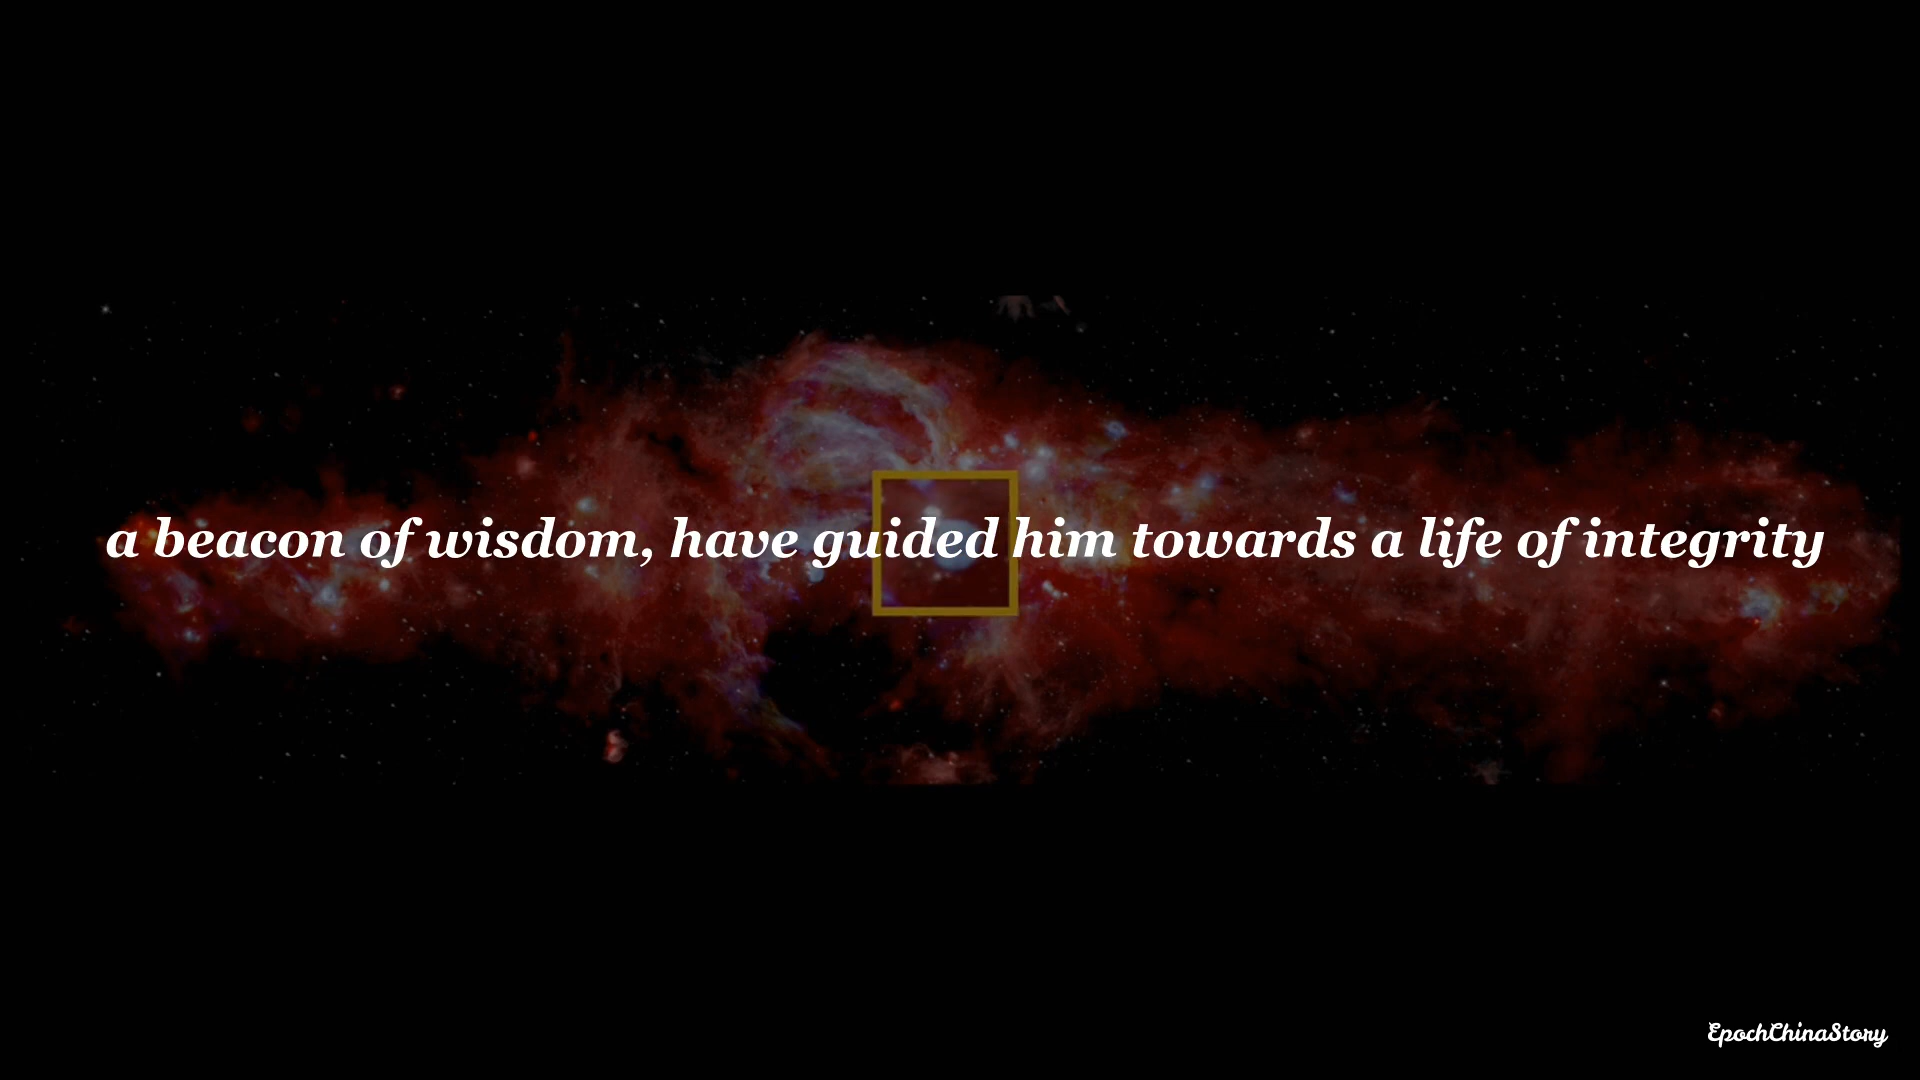 a beacon of wisdom, have guided him towards a life of integrity
EpochChinaStory